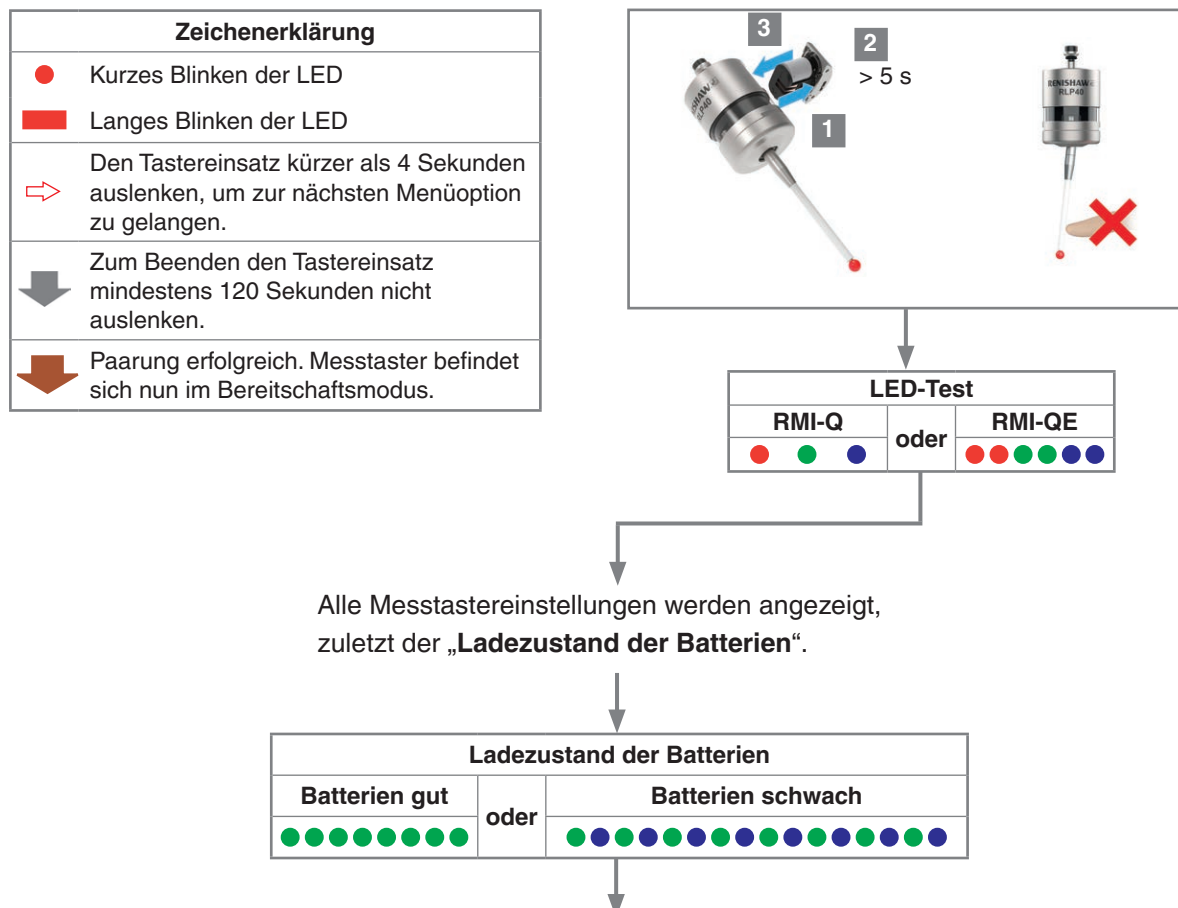 Zeichenerklärung
Kurzes Blinken der LED
Langes Blinken der LED
Den Tastereinsatz kürzer als 4 Sekunden
auslenken, um zur nächsten Menüoption
zu gelangen.
Zum Beenden den Tastereinsatz
mindestens 120 Sekunden nicht
auslenken.
Paarung erfolgreich. Messtaster befindet
sich nun im Bereitschaftsmodus.
3
2
> 5 s
1
RENISHAW
RLP40
RENISHAW
RLP40
LED-Test
RMI-Q
oder
RMI-QE
Alle Messtastereinstellungen werden angezeigt,
zuletzt der „Ladezustand der Batterien“.
Ladezustand der Batterien
Batterien gut
oder
Batterien schwach